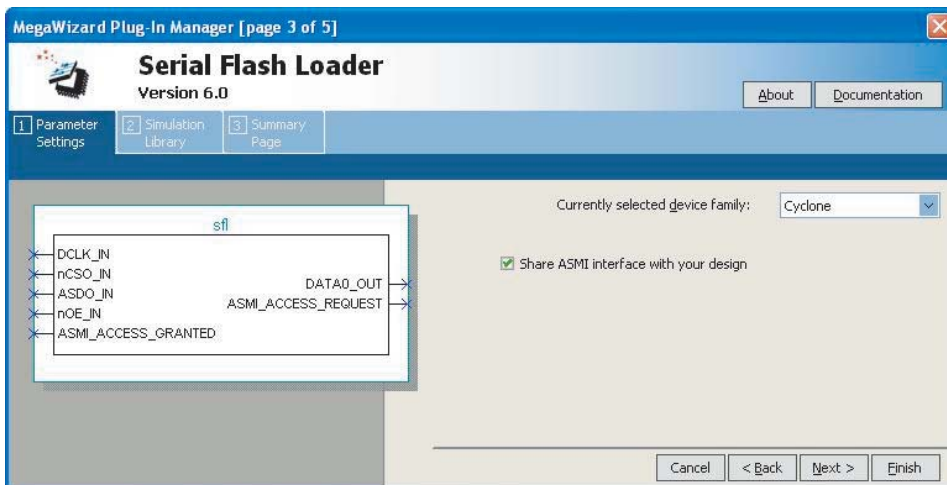 MegaWizard Plug-In Manager [page 3 of 5]
Serial Flash Loader
Version 6.0
About
Documentation
1 Parameter Settings
2 Simulation Library
3 Summary Page
Currently selected device family:
Cyclone
Share ASMI interface with your design
sfl
DCLK_IN
nCSO_IN
ASDO_IN
nOE_IN
ASMI_ACCESS_GRANTED
DATA0_OUT
ASMI_ACCESS_REQUEST
Cancel
< Back
Next >
Finish